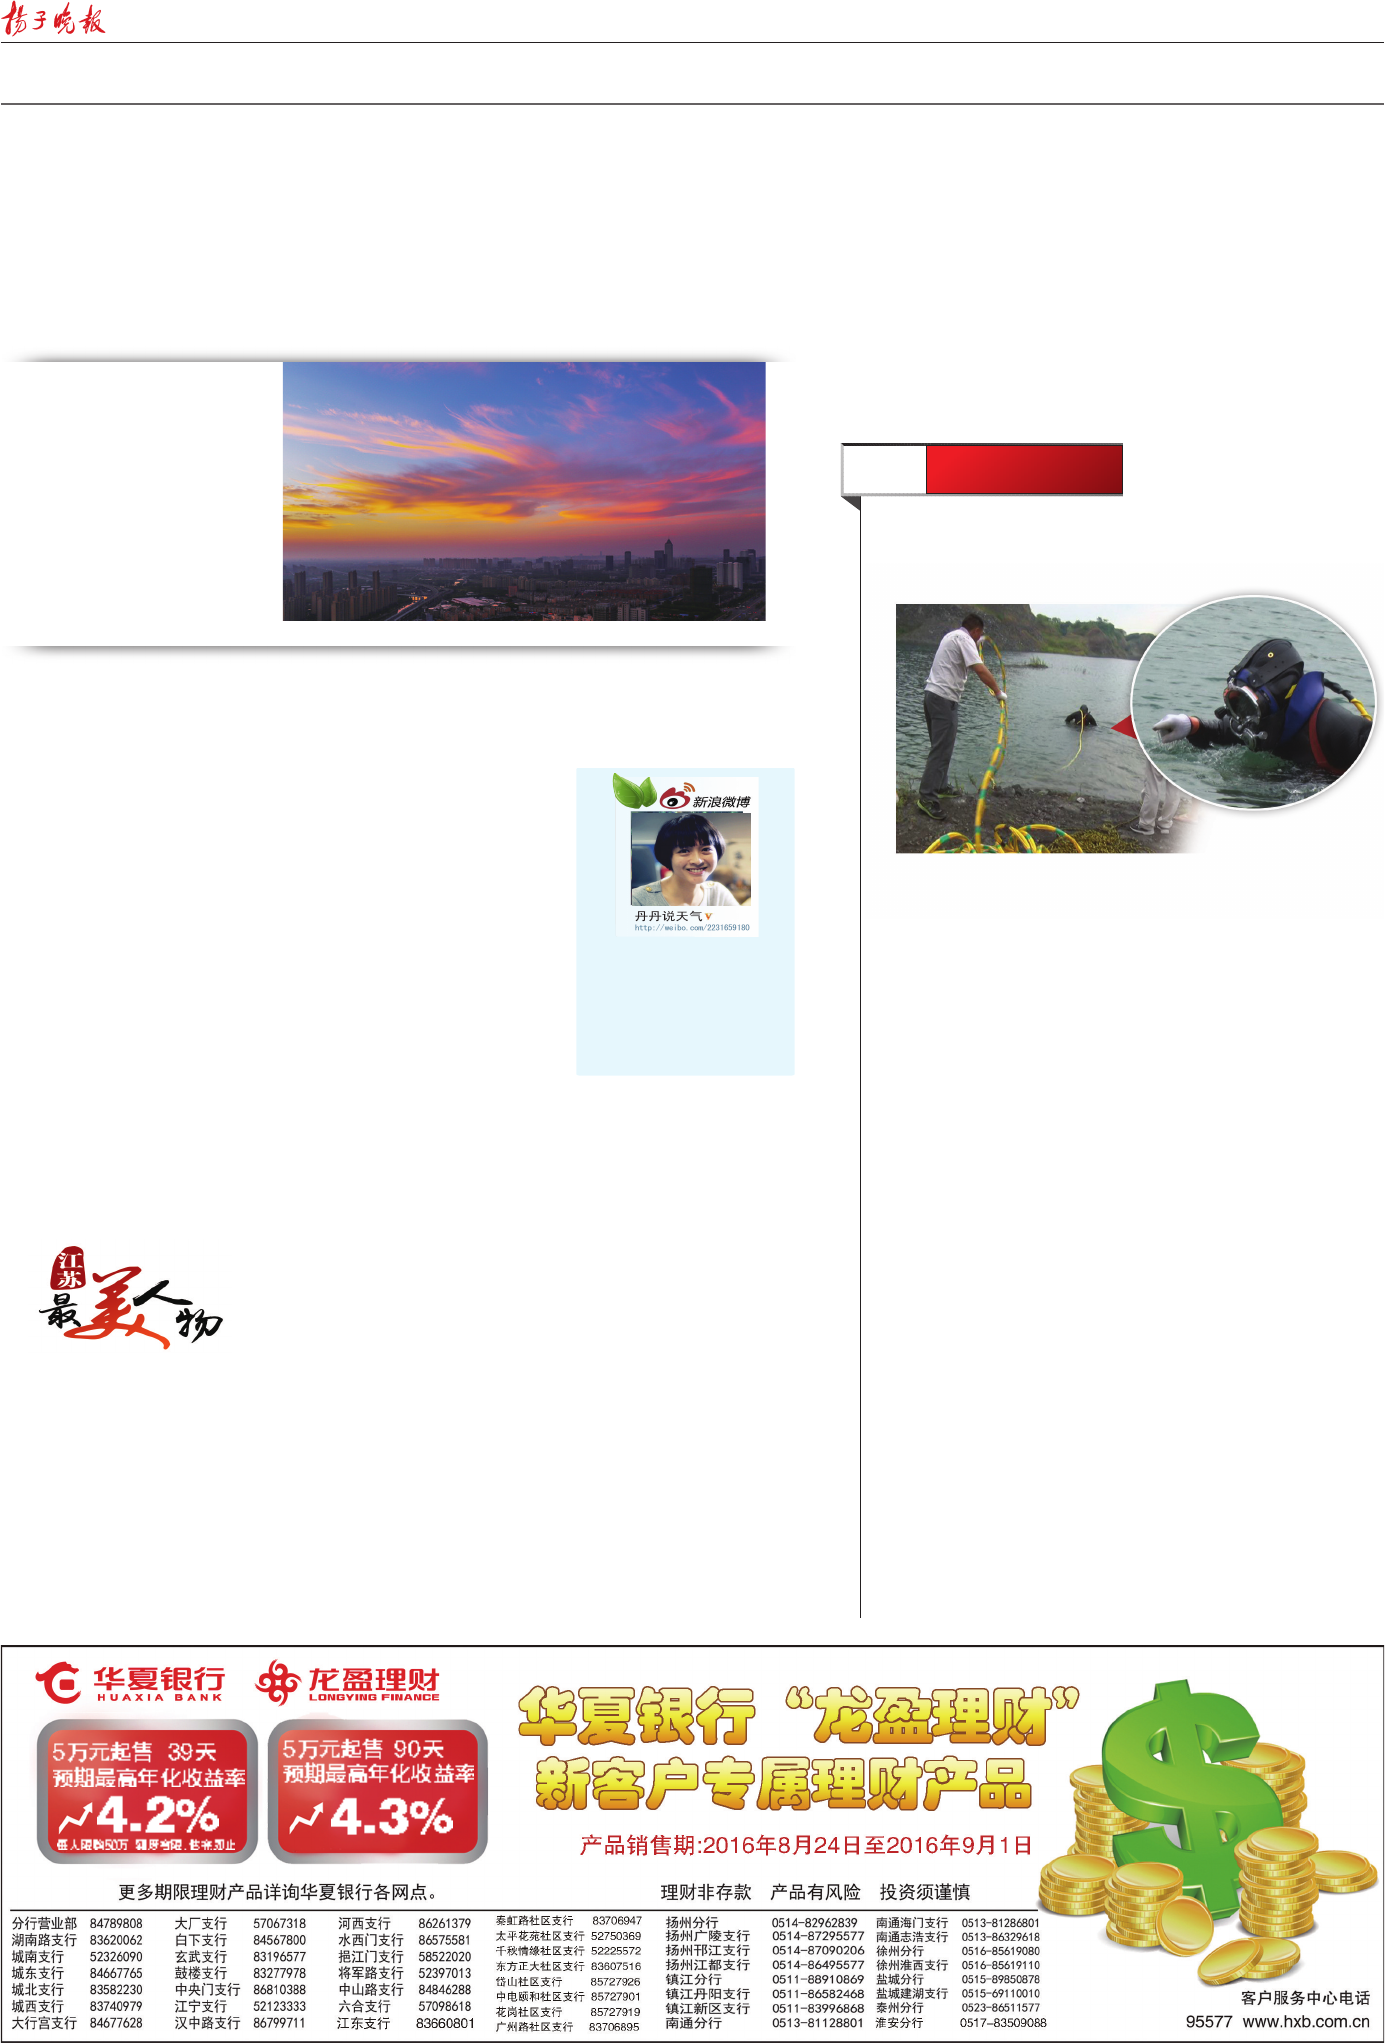 扬子晚报
新浪微博
丹丹说天气
http://weibo.com/2231659180
江苏
最美人物
华夏银行
HUAXIA BANK
龙盈理财
LONGYING FINANCE
5万元起售 39天
预期最高年化收益率
4.2%
每人限购50万 额度有限，售完即止
5万元起售 90天
预期最高年化收益率
4.3%
华夏银行 “龙盈理财”
新客户专属理财产品
产品销售期:2016年8月24日至2016年9月1日
更多期限理财产品详询华夏银行各网点。
理财非存款 产品有风险 投资须谨慎
分行营业部 84789808
湖南路支行 83620062
城南支行 52326090
城东支行 84667765
城北支行 83582230
城西支行 83740979
大行宫支行 84677628
大厂支行 57067318
白下支行 84567800
玄武支行 83196577
鼓楼支行 83277978
中央门支行 86810388
江宁支行 52123333
汉中路支行 86799711
河西支行 86261379
水西门支行 86575581
挹江门支行 58522020
将军路支行 52397013
中山路支行 84846288
六合支行 57098618
江东支行 83660801
秦虹路社区支行 83706947
太平花苑社区支行 52750369
千秋情缘社区支行 52225572
东方正大社区支行 83607516
岱山社区支行 85727926
中电颐和社区支行 85727901
花岗社区支行 85727919
广州路社区支行 83706895
扬州分行 0514-82962839
扬州广陵支行 0514-87295577
扬州邗江支行 0514-87090206
扬州江都支行 0514-86495577
镇江分行 0511-88910869
镇江丹阳支行 0511-86582468
镇江新区支行 0511-83996868
南通分行 0513-81128801
南通海门支行 0513-81286801
南通志浩支行 0513-86329618
徐州分行 0516-85619080
徐州淮西支行 0516-85619110
盐城分行 0515-89850878
盐城建湖支行 0515-69110010
泰州分行 0523-86511577
淮安分行 0517-83509088
客户服务中心电话
95577 www.hxb.com.cn